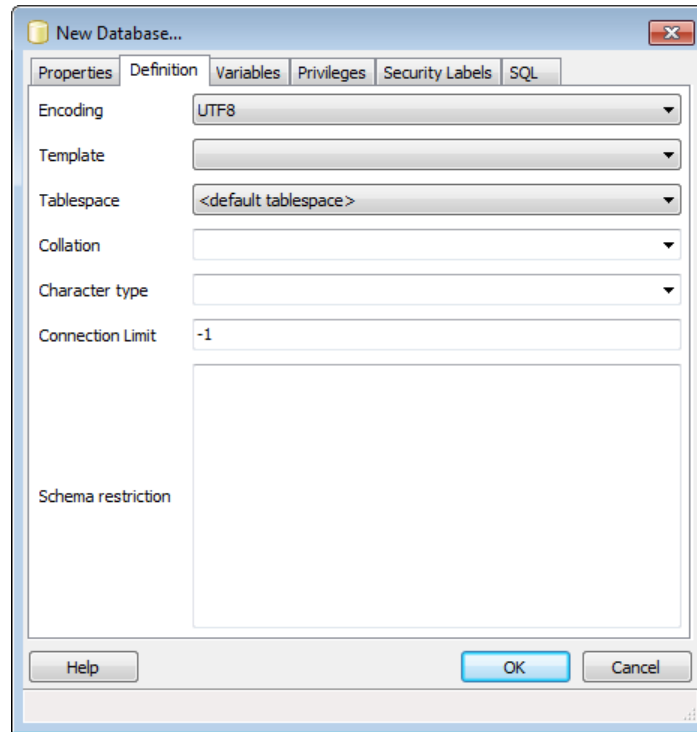 New Database...
Properties Definition Variables Privileges Security Labels SQL
Encoding UTF8
Template
Tablespace <default tablespace>
Collation
Character type
Connection Limit -1
Schema restriction
Help OK Cancel